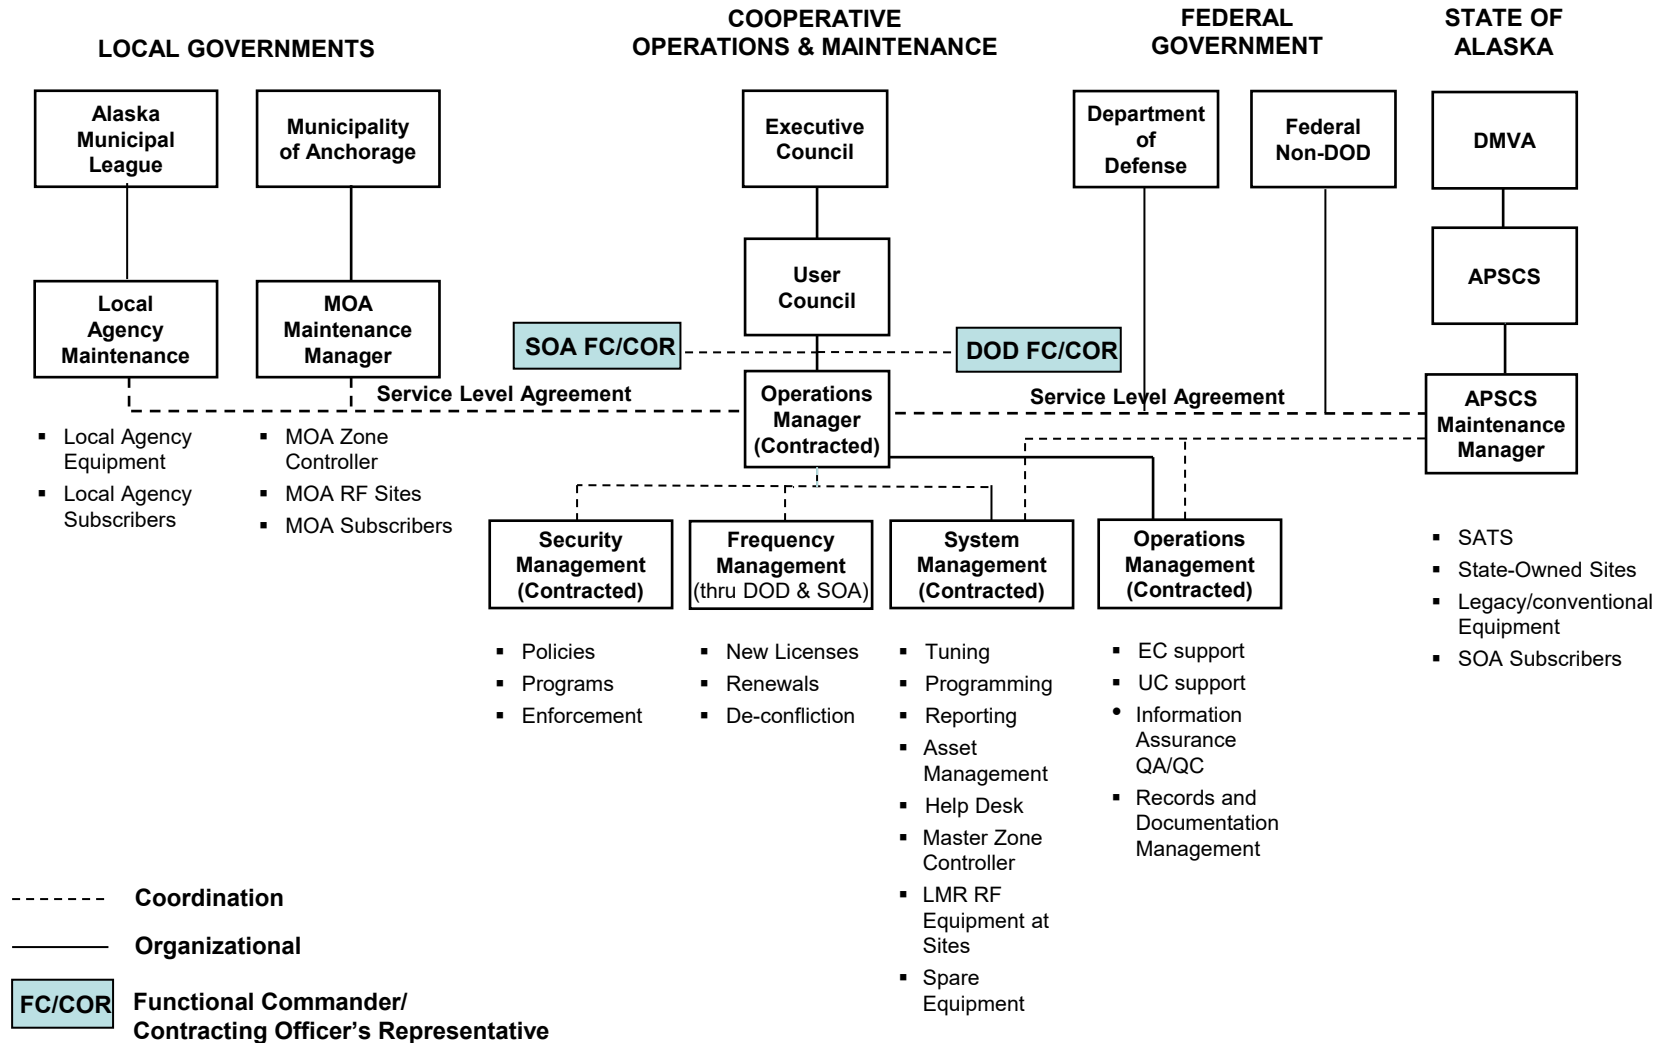 LOCAL GOVERNMENTS
COOPERATIVE
OPERATIONS & MAINTENANCE
FEDERAL
GOVERNMENT
STATE OF
ALASKA
Alaska
Municipal
League
Municipality
of Anchorage
Executive
Council
Department
of
Defense
Federal
Non-DOD
DMVA
User
Council
APSCS
Local
Agency
Maintenance
MOA
Maintenance
Manager
SOA FC/COR
DOD FC/COR
Service Level Agreement
Operations
Manager
(Contracted)
Service Level Agreement
APSCS
Maintenance
Manager
▪ Local Agency
Equipment
▪ Local Agency
Subscribers
▪ MOA Zone
Controller
▪ MOA RF Sites
▪ MOA Subscribers
Security
Management
(Contracted)
Frequency
Management
(thru DOD & SOA)
System
Management
(Contracted)
Operations
Management
(Contracted)
▪ SATS
▪ State-Owned Sites
▪ Legacy/conventional
Equipment
▪ SOA Subscribers
▪ Policies
▪ Programs
▪ Enforcement
▪ New Licenses
▪ Renewals
▪ De-confliction
▪ Tuning
▪ Programming
▪ Reporting
▪ Asset
Management
▪ Help Desk
▪ Master Zone
Controller
▪ LMR RF
Equipment at
Sites
▪ Spare
Equipment
▪ EC support
▪ UC support
• Information
Assurance
QA/QC
▪ Records and
Documentation
Management
Coordination
Organizational
FC/COR
Functional Commander/
Contracting Officer's Representative